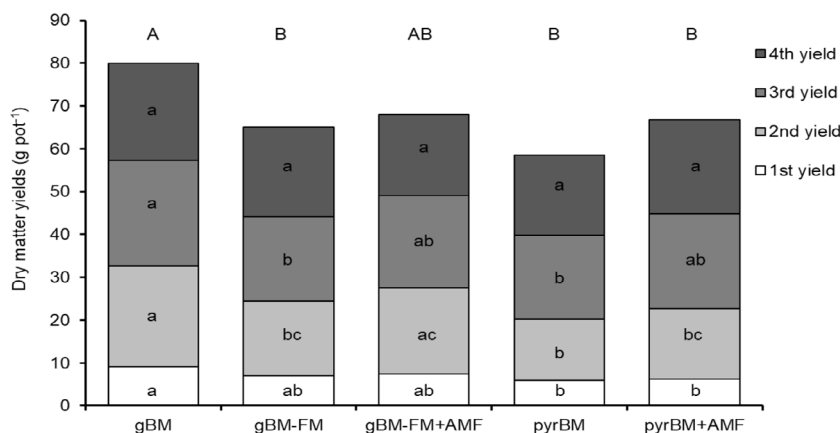 Dry matter yields (g pot⁻¹)
90
80
70
60
50
40
30
20
10
0
A B AB B B
a a a a a
a b ab b ab
a bc ac b bc
a ab ab b b
gBM gBM-FM gBM-FM+AMF pyrBM pyrBM+AMF
4th yield
3rd yield
2nd yield
1st yield